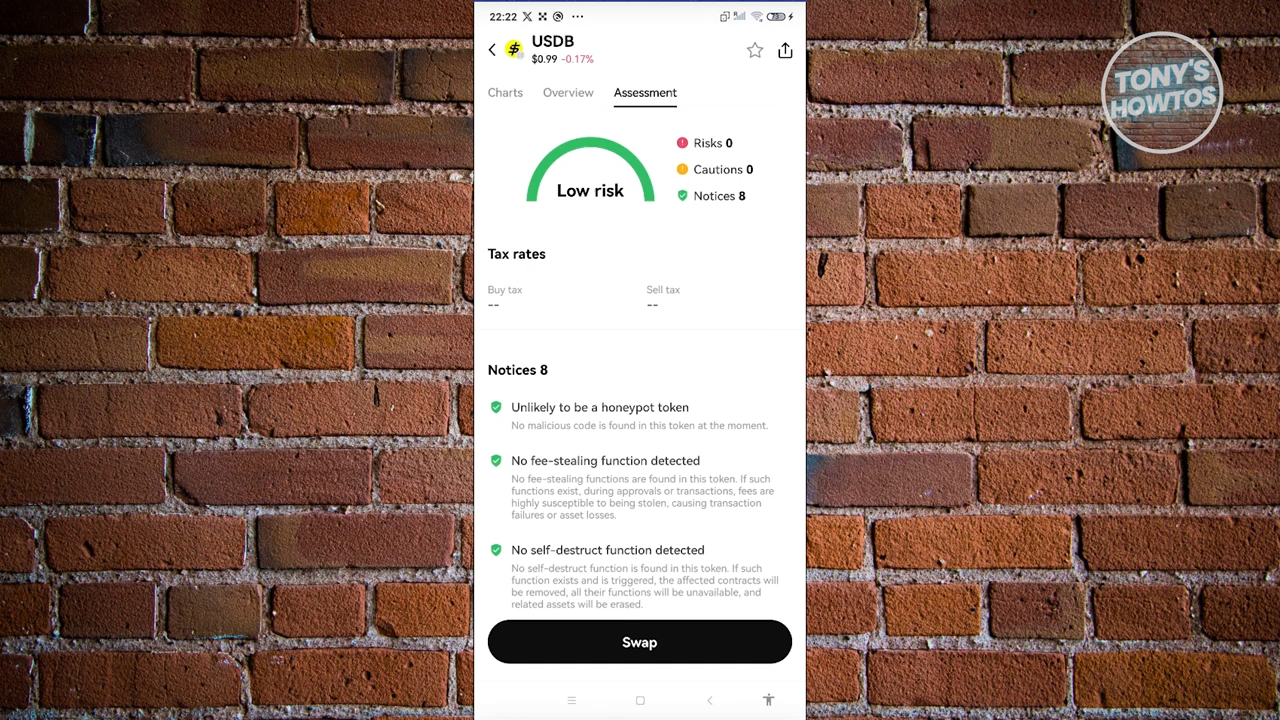 22:22
75
USDB
$0.99 -0.17%
Charts Overview Assessment
Low risk
Risks 0
Cautions 0
Notices 8
Tax rates
Buy tax Sell tax
-- --
Notices 8
Unlikely to be a honeypot token
No malicious code is found in this token at the moment.
No fee-stealing function detected
No fee-stealing functions are found in this token. If such
functions exist, during approvals or transactions, fees are
highly susceptible to being stolen, causing transaction
failures or asset losses.
No self-destruct function detected
No self-destruct function is found in this token. If such
function exists and is triggered, the affected contracts will
be removed, all their functions will be unavailable, and
related assets will be erased.
Swap
TONY'S
HOWTOS